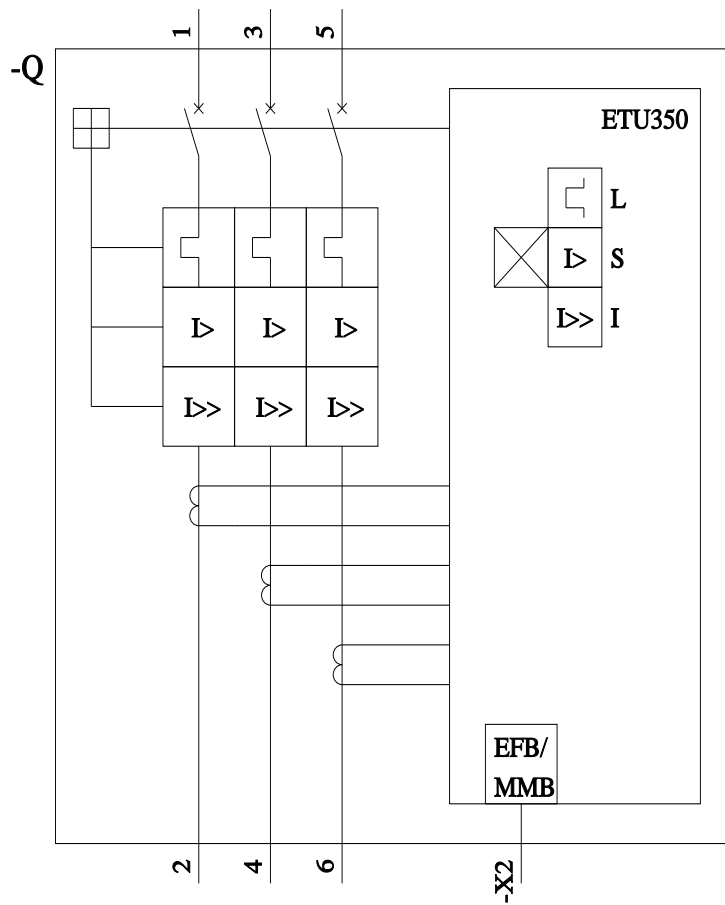 1 3 5
-Q
ETU350
L
I> S
I>> I
I> I> I>
I>> I>> I>>
EFB/
MMB
2 4 6
-X2